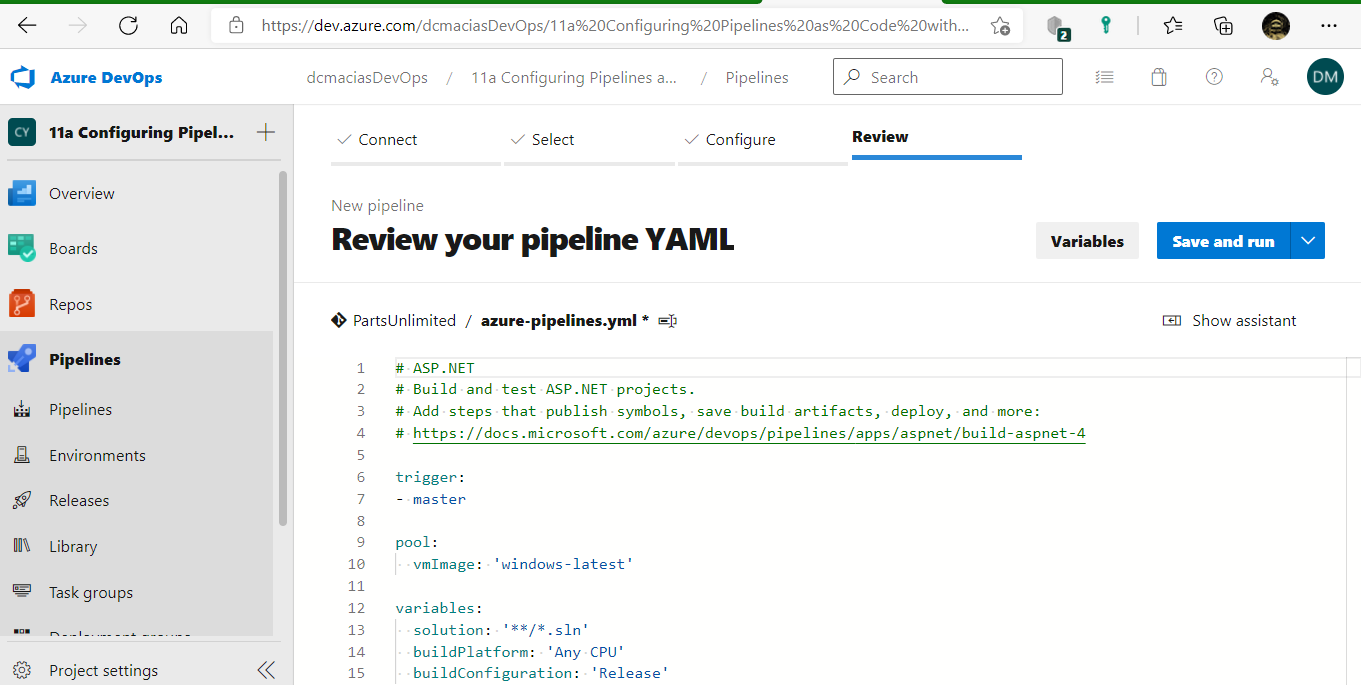 https://dev.azure.com/dcmaciasDevOps/11a%20Configuring%20Pipelines%20as%20Code%20with...
2
Azure DevOps
dcmaciasDevOps / 11a Configuring Pipelines a... / Pipelines
Search
DM
CY 11a Configuring Pipel...
Overview
Boards
Repos
Pipelines
Pipelines
Environments
Releases
Library
Task groups
Deployment groups
Project settings
Connect Select Configure Review
New pipeline
Review your pipeline YAML
Variables Save and run
PartsUnlimited / azure-pipelines.yml *
Show assistant
1 # ASP.NET
2 # Build and test ASP.NET projects.
3 # Add steps that publish symbols, save build artifacts, deploy, and more:
4 # https://docs.microsoft.com/azure/devops/pipelines/apps/aspnet/build-aspnet-4
5
6 trigger:
7 - master
8
9 pool:
10 vmImage: 'windows-latest'
11
12 variables:
13 solution: '**/*.sln'
14 buildPlatform: 'Any CPU'
15 buildConfiguration: 'Release'